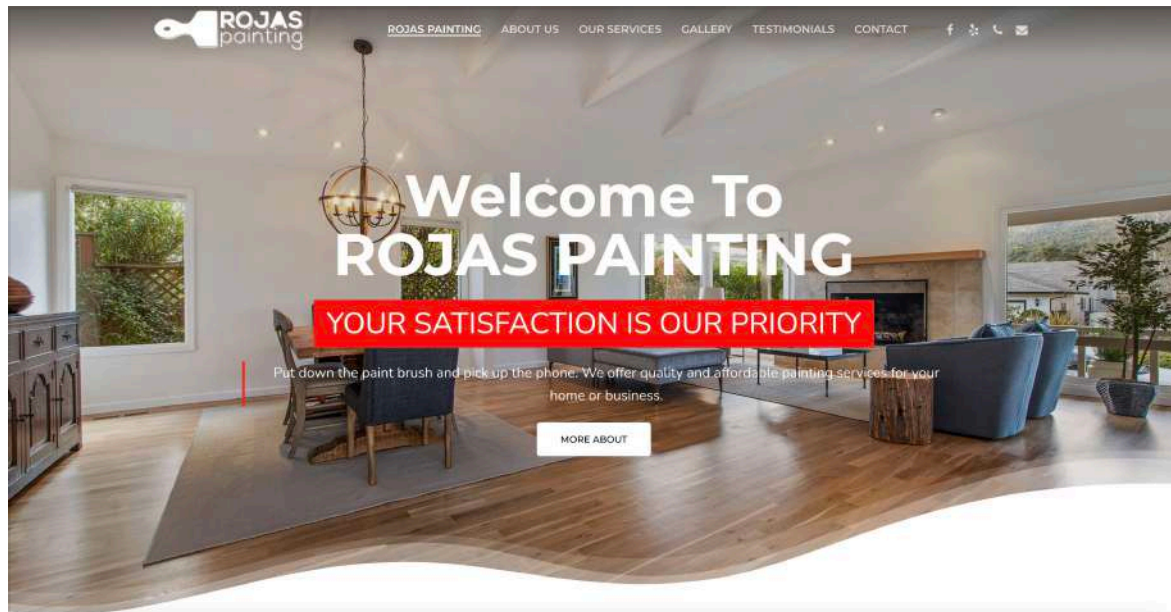 ROJAS
painting
ROJAS PAINTING ABOUT US OUR SERVICES GALLERY TESTIMONIALS CONTACT
Welcome To
ROJAS PAINTING
YOUR SATISFACTION IS OUR PRIORITY
Put down the paint brush and pick up the phone. We offer quality and affordable painting services for your
home or business.
MORE ABOUT